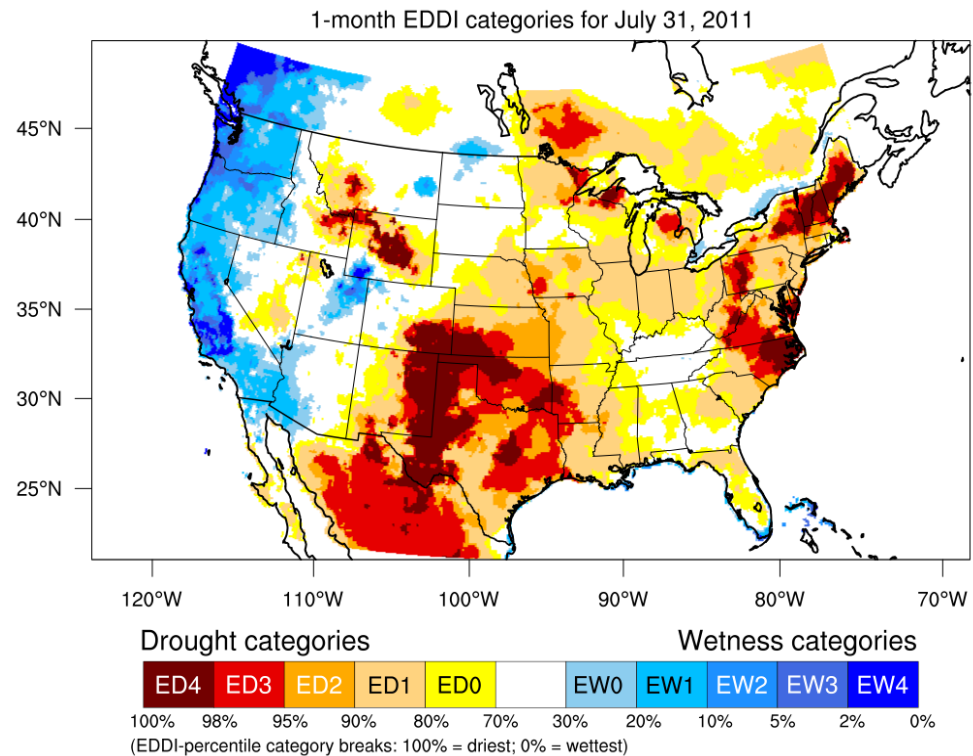 1-month EDDI categories for July 31, 2011
45°N
40°N
35°N
30°N
25°N
120°W 110°W 100°W 90°W 80°W 70°W
Drought categories Wetness categories
ED4 ED3 ED2 ED1 ED0 EW0 EW1 EW2 EW3 EW4
100% 98% 95% 90% 80% 70% 30% 20% 10% 5% 2% 0%
(EDDI-percentile category breaks: 100% = driest; 0% = wettest)